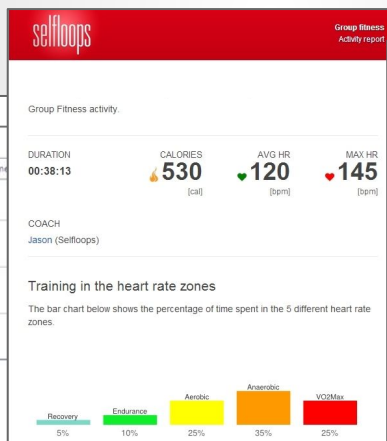 selfloops
Group fitness
Activity report
Group Fitness activity.
DURATION CALORIES AVG HR MAX HR
00:38:13 530 120 145
[cal] [bpm] [bpm]
COACH
Jason (Selfloops)
Training in the heart rate zones
The bar chart below shows the percentage of time spent in the 5 different heart rate
zones.
Recovery Endurance Aerobic Anaerobic VO2Max
5% 10% 25% 35% 25%